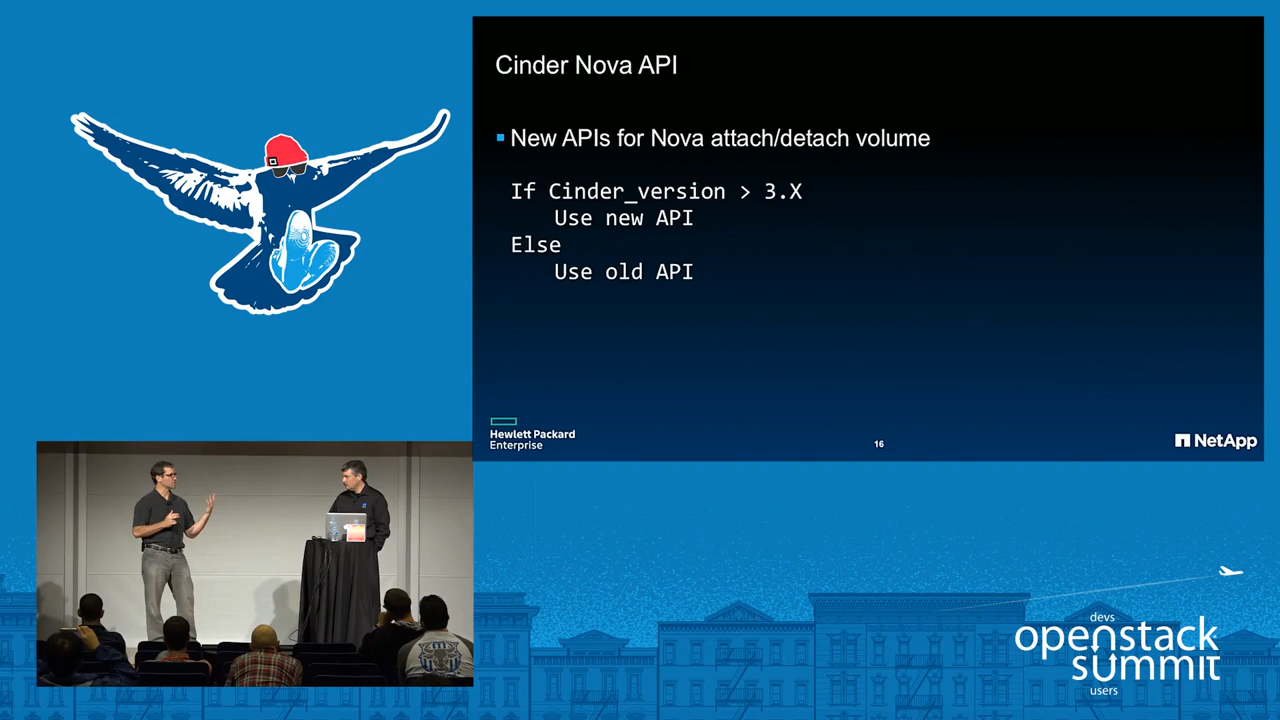 Cinder Nova API
New APIs for Nova attach/detach volume
If Cinder_version > 3.X
Use new API
Else
Use old API
Hewlett Packard
Enterprise
16
NetApp
devs
openstack
summit
users